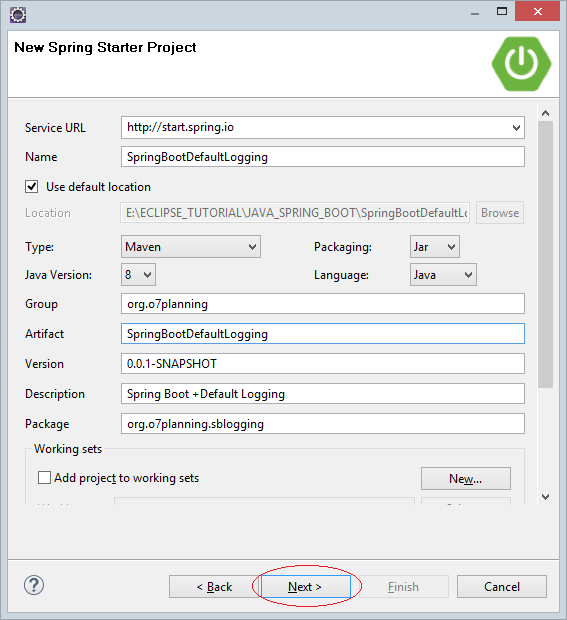 New Spring Starter Project
Service URL http://start.spring.io
Name SpringBootDefaultLogging
Use default location
Location E:\ECLIPSE_TUTORIAL\JAVA_SPRING_BOOT\SpringBootDefaultLo Browse
Type: Maven Packaging: Jar
Java Version: 8 Language: Java
Group org.o7planning
Artifact SpringBootDefaultLogging
Version 0.0.1-SNAPSHOT
Description Spring Boot +Default Logging
Package org.o7planning.sblogging
Working sets
Add project to working sets New...
? < Back Next > Finish Cancel